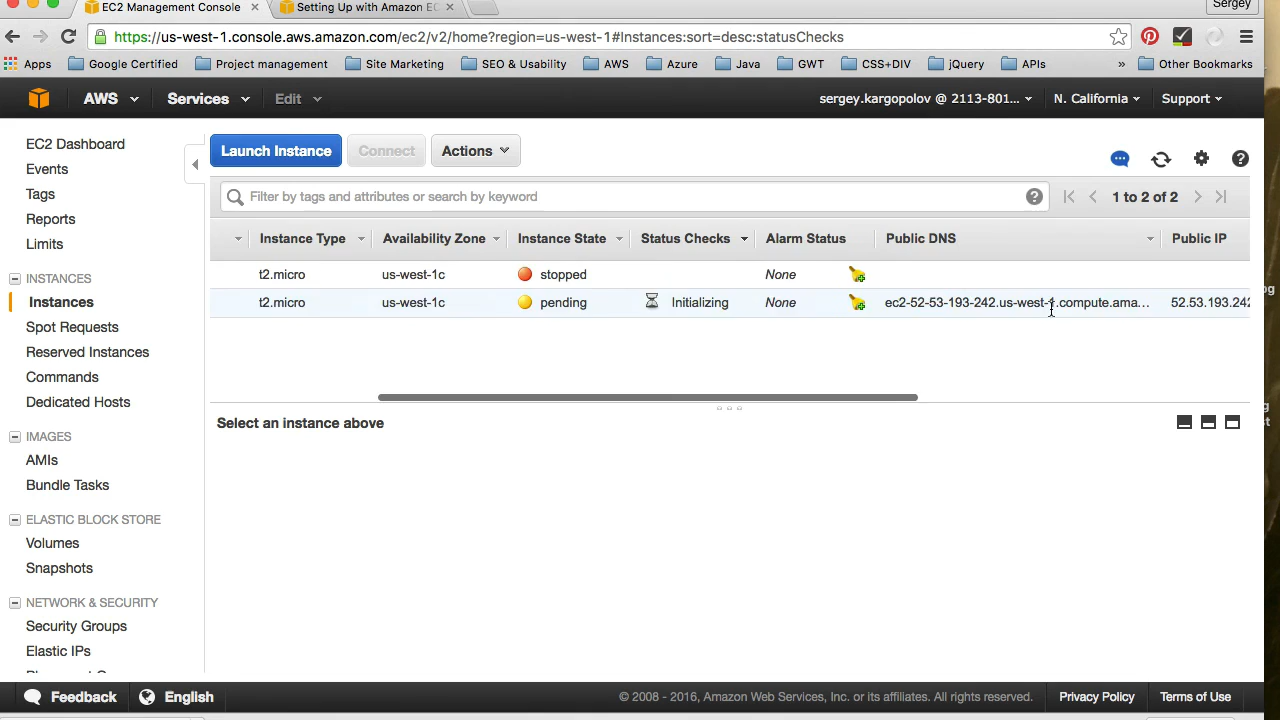 Sergey
EC2 Management Console
Setting Up with Amazon EC
https://us-west-1.console.aws.amazon.com/ec2/v2/home?region=us-west-1#Instances:sort=desc:statusChecks
Apps Google Certified Project management Site Marketing SEO & Usability AWS Azure Java GWT CSS+DIV jQuery APIs » Other Bookmarks
AWS Services Edit sergey.kargopolov @ 2113-801... N. California Support
EC2 Dashboard
Events
Tags
Reports
Limits
INSTANCES
Instances
Spot Requests
Reserved Instances
Commands
Dedicated Hosts
IMAGES
AMIs
Bundle Tasks
ELASTIC BLOCK STORE
Volumes
Snapshots
NETWORK & SECURITY
Security Groups
Elastic IPs
Launch Instance Connect Actions
Filter by tags and attributes or search by keyword
1 to 2 of 2
Instance Type Availability Zone Instance State Status Checks Alarm Status Public DNS Public IP
t2.micro us-west-1c stopped None
t2.micro us-west-1c pending Initializing None ec2-52-53-193-242.us-west-1.compute.ama... 52.53.193.242
Select an instance above
Feedback English © 2008 - 2016, Amazon Web Services, Inc. or its affiliates. All rights reserved. Privacy Policy Terms of Use